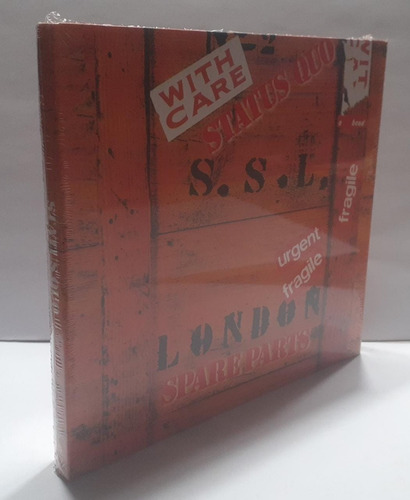 WITH
CARE
STATUS QUO
S.S.L.
urgent
fragile
fragile
LONDON
SPARE PARTS